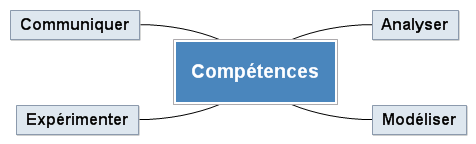 Communiquer
Analyser
Compétences
Expérimenter
Modéliser